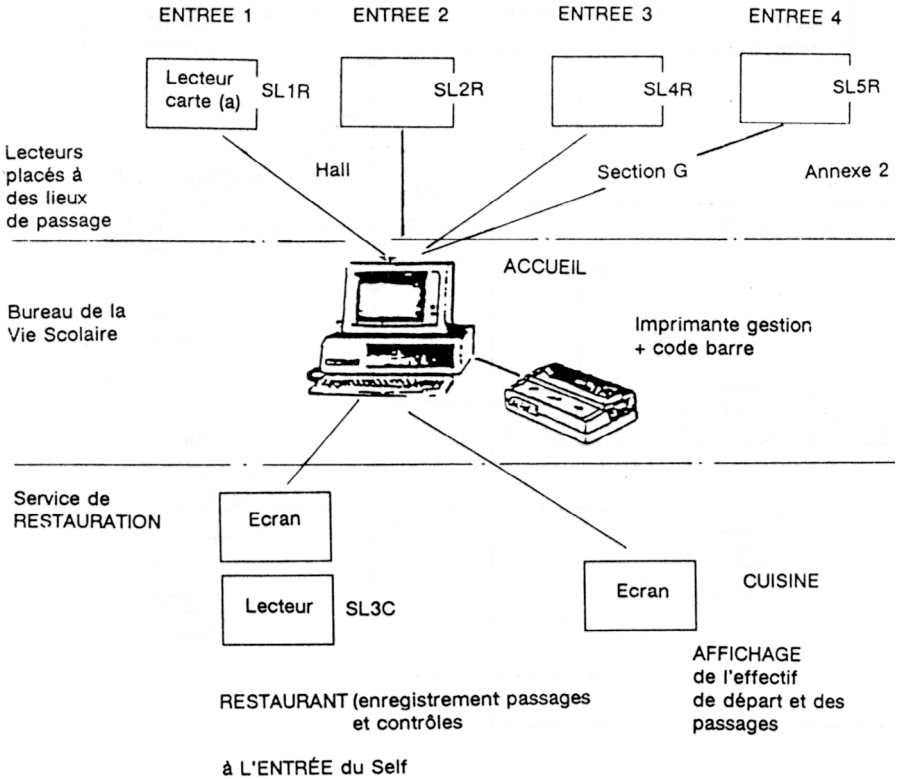 ENTREE 1 ENTREE 2 ENTREE 3 ENTREE 4
Lecteur
carte (a)
SL1R
SL2R
SL4R
SL5R
Lecteurs
placés à
des lieux
de passage
Hall
Section G
Annexe 2
ACCUEIL
Bureau de la
Vie Scolaire
Imprimante gestion
+ code barre
Service de
RESTAURATION
Ecran
Lecteur
SL3C
Ecran
CUISINE
AFFICHAGE
de l'effectif
de départ et des
passages
RESTAURANT (enregistrement passages
et contrôles
à L'ENTRÉE du Self